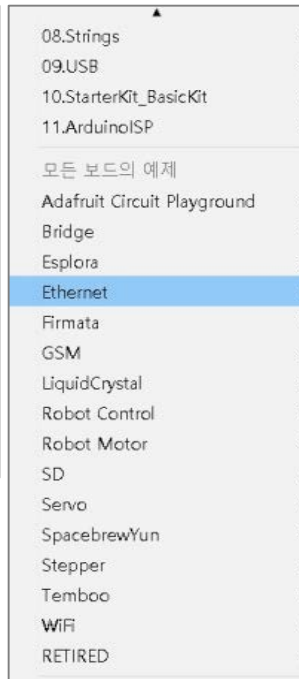 08.Strings
09.USB
10.StarterKit_BasicKit
11.ArduinoISP
모든 보드의 예제
Adafruit Circuit Playground
Bridge
Esplora
Ethernet
Firmata
GSM
LiquidCrystal
Robot Control
Robot Motor
SD
Servo
SpacebrewYun
Stepper
Temboo
WiFi
RETIRED